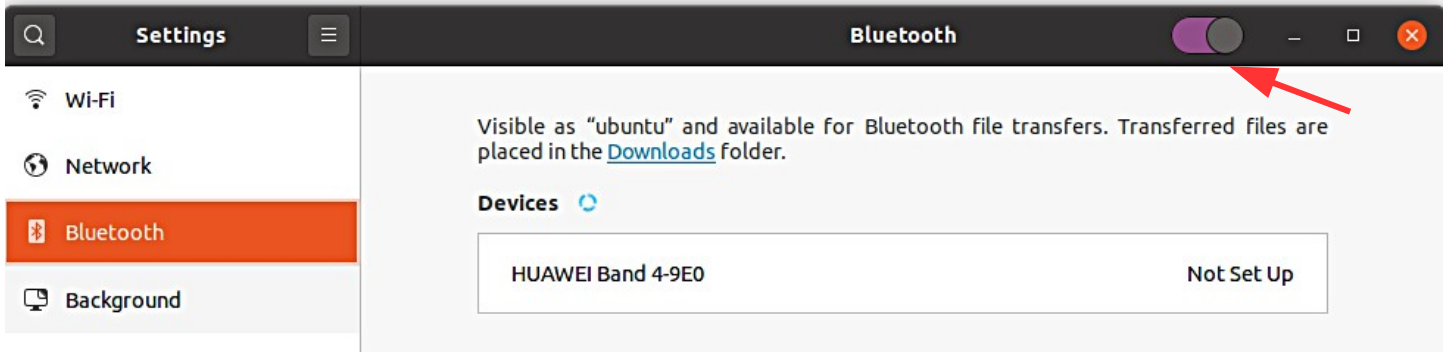 Settings
Bluetooth
Wi-Fi
Network
Bluetooth
Background
Visible as “ubuntu” and available for Bluetooth file transfers. Transferred files are
placed in the Downloads folder.
Devices
HUAWEI Band 4-9E0 Not Set Up